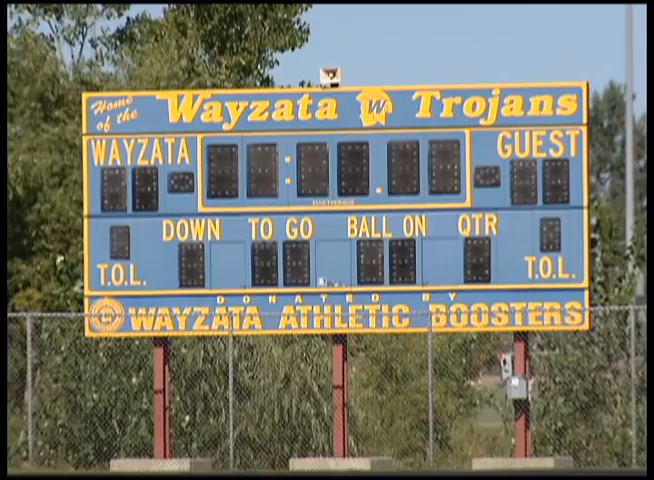 Home of the Wayzata W Trojans
WAYZATA GUEST
DOWN TO GO BALL ON QTR
T.O.L. T.O.L.
DONATED BY
WAYZATA ATHLETIC BOOSTERS